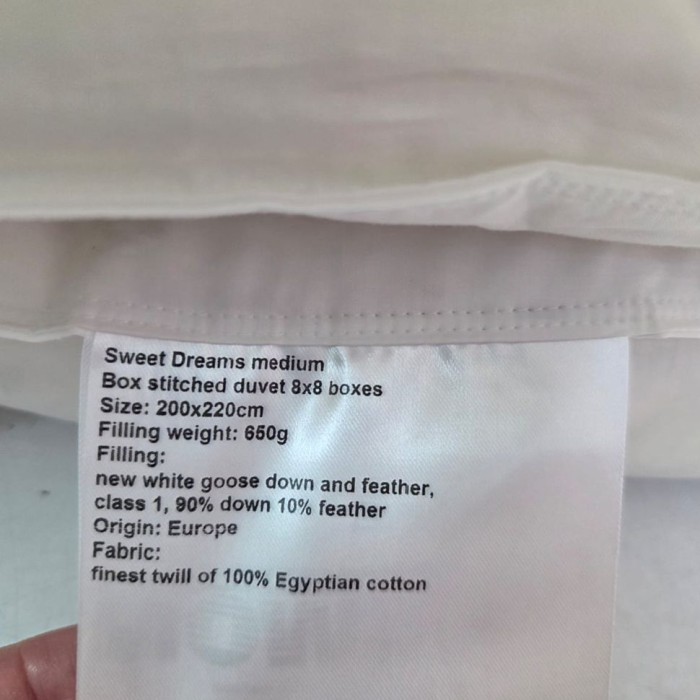 Sweet Dreams medium
Box stitched duvet 8x8 boxes
Size: 200x220cm
Filling weight: 650g
Filling:
new white goose down and feather,
class 1, 90% down 10% feather
Origin: Europe
Fabric:
finest twill of 100% Egyptian cotton